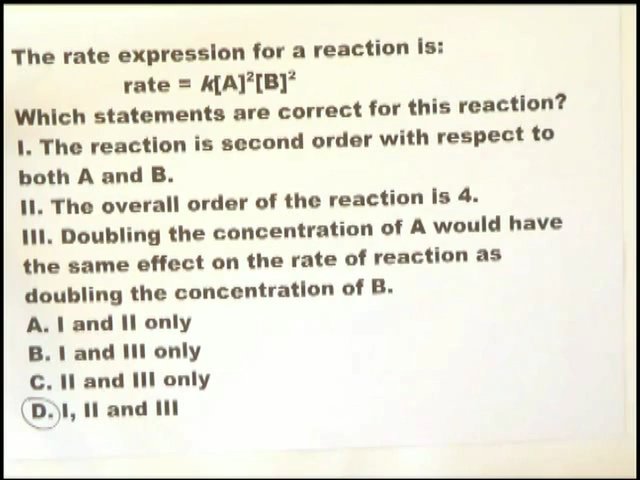 The rate expression for a reaction is:
rate = k[A]²[B]²
Which statements are correct for this reaction?
I. The reaction is second order with respect to
both A and B.
II. The overall order of the reaction is 4.
III. Doubling the concentration of A would have
the same effect on the rate of reaction as
doubling the concentration of B.
A. I and II only
B. I and III only
C. II and III only
D. I, II and III